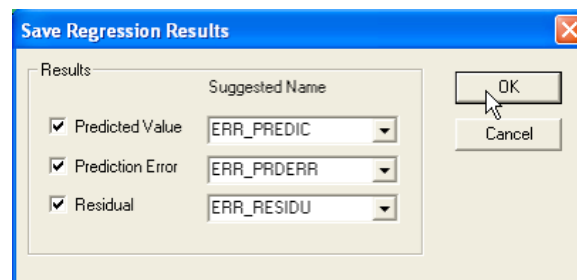 Save Regression Results
Results
Suggested Name
OK
Predicted Value ERR_PREDIC
Cancel
Prediction Error ERR_PRDERR
Residual ERR_RESIDU